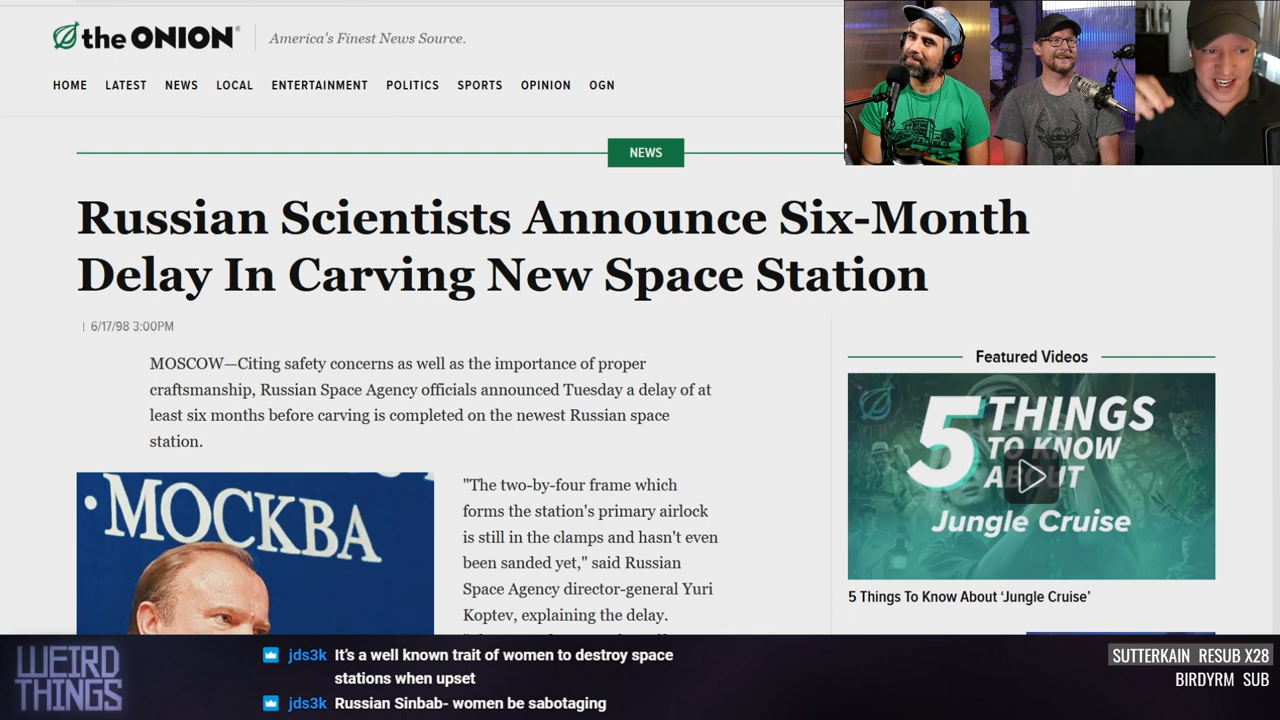 the ONION®
America's Finest News Source.
HOME LATEST NEWS LOCAL ENTERTAINMENT POLITICS SPORTS OPINION OGN
NEWS
Russian Scientists Announce Six-Month
Delay In Carving New Space Station
| 6/17/98 3:00PM
MOSCOW—Citing safety concerns as well as the importance of proper
craftsmanship, Russian Space Agency officials announced Tuesday a delay of at
least six months before carving is completed on the newest Russian space
station.
• МОСКВА
"The two-by-four frame which
forms the station's primary airlock
is still in the clamps and hasn't even
been sanded yet," said Russian
Space Agency director-general Yuri
Koptev, explaining the delay.
Featured Videos
5 THINGS
TO KNOW
ABOUT
Jungle Cruise
5 Things To Know About ‘Jungle Cruise’
WEIRD
THINGS
jds3k It’s a well known trait of women to destroy space
stations when upset
jds3k Russian Sinbab- women be sabotaging
SUTTERKAIN RESUB X28
BIRDYRM SUB